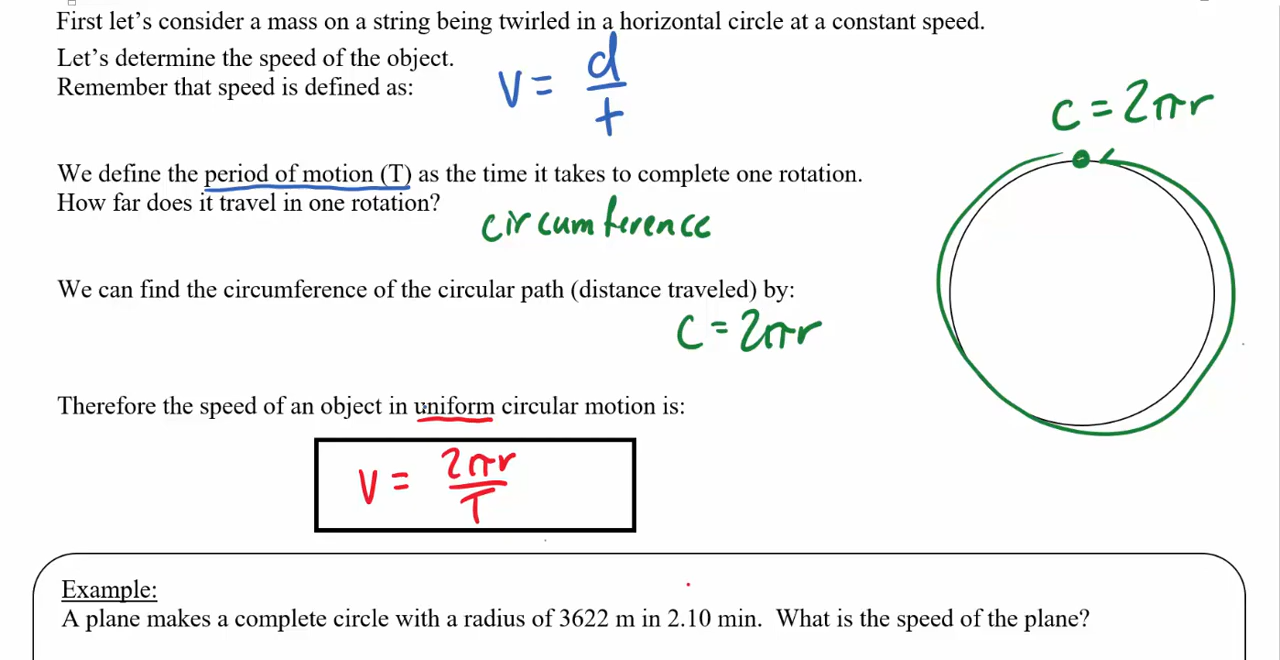 First let's consider a mass on a string being twirled in a horizontal circle at a constant speed.
Let's determine the speed of the object.
Remember that speed is defined as:
v = d/t
C = 2πr
We define the period of motion (T) as the time it takes to complete one rotation.
How far does it travel in one rotation?
circumference
We can find the circumference of the circular path (distance traveled) by:
C = 2πr
Therefore the speed of an object in uniform circular motion is:
v = 2πr/T
Example:
A plane makes a complete circle with a radius of 3622 m in 2.10 min. What is the speed of the plane?